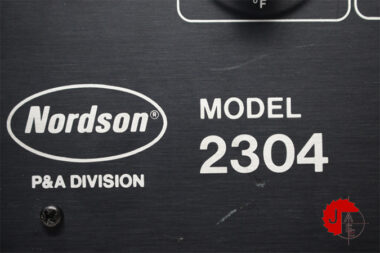 °F
Nordson®
P&A DIVISION
MODEL
2304